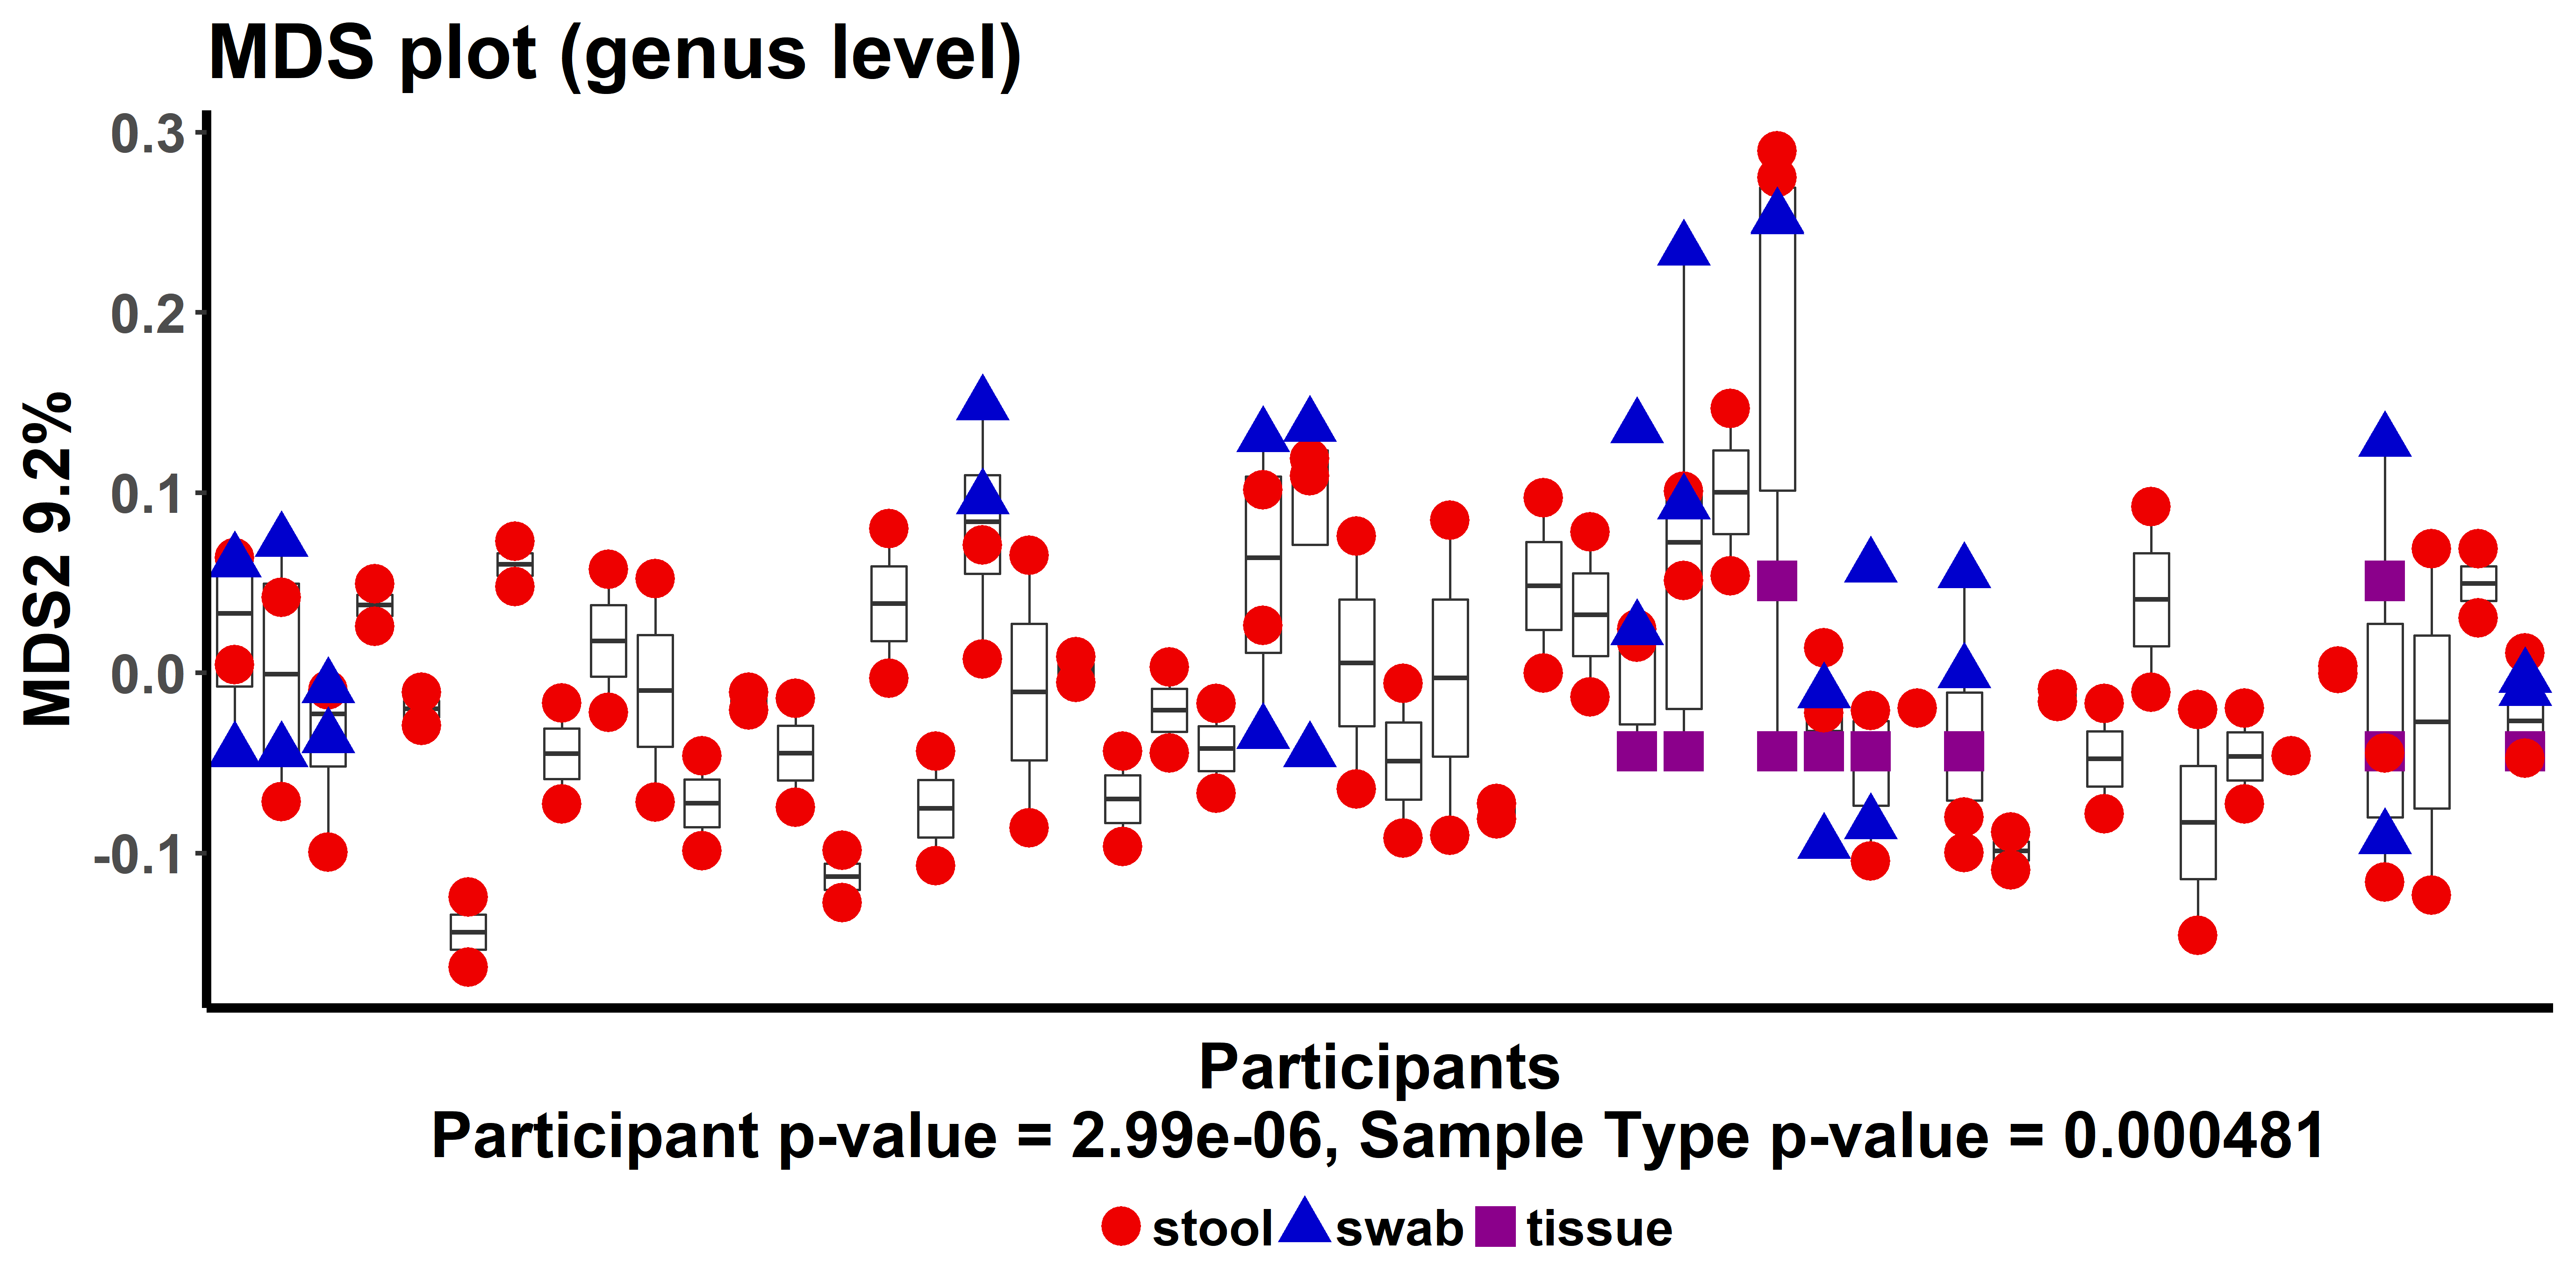 MDS plot (genus level)
0.3
0.2
0.1
0.0
-0.1
MDS2 9.2%
Participants
Participant p-value = 2.99e-06, Sample Type p-value = 0.000481
stool swab tissue